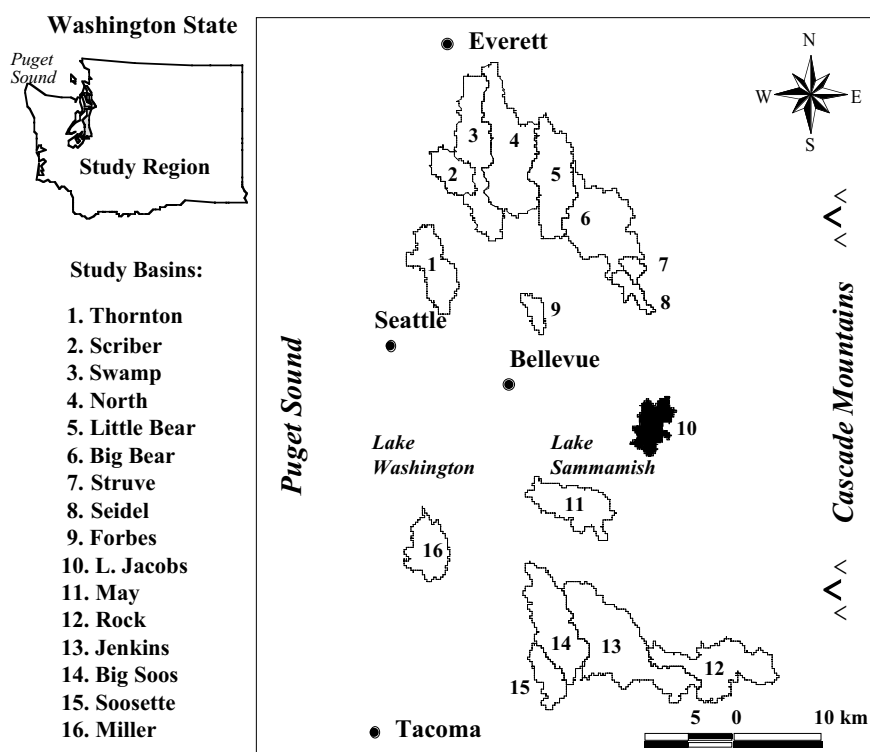 Washington State
Puget
Sound
Study Region
Study Basins:
1. Thornton
2. Scriber
3. Swamp
4. North
5. Little Bear
6. Big Bear
7. Struve
8. Seidel
9. Forbes
10. L. Jacobs
11. May
12. Rock
13. Jenkins
14. Big Soos
15. Soosette
16. Miller
Everett
N
W E
S
3
4
2
5
6
1
7
8
9
Seattle
Bellevue
Puget Sound
Cascade Mountains
10
Lake
Washington
Lake
Sammamish
11
16
14
13
12
15
Tacoma
5 0 10 km